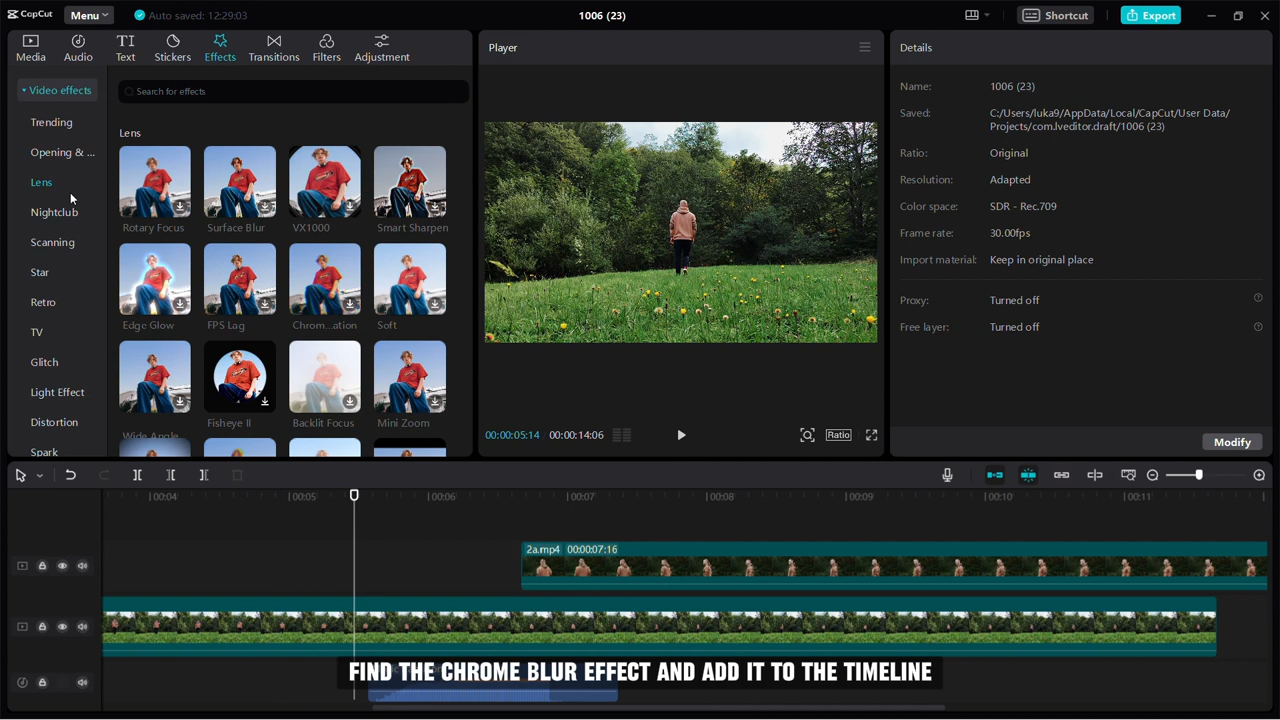 CapCut
Menu
Auto saved: 12:29:03
1006 (23)
Shortcut
Export
Media
Audio
Text
Stickers
Effects
Transitions
Filters
Adjustment
Video effects
Trending
Opening & ...
Lens
Nightclub
Scanning
Star
Retro
TV
Glitch
Light Effect
Distortion
Spark
Search for effects
Lens
Rotary Focus
Surface Blur
VX1000
Smart Sharpen
Edge Glow
FPS Lag
Chrom...ation
Soft
Wide Angle
Fisheye II
Backlit Focus
Mini Zoom
Player
00:00:05:14
00:00:14:06
Ratio
Details
Name: 1006 (23)
Saved: C:/Users/luka9/AppData/Local/CapCut/User Data/
Projects/com.lveditor.draft/1006 (23)
Ratio: Original
Resolution: Adapted
Color space: SDR - Rec.709
Frame rate: 30.00fps
Import material: Keep in original place
Proxy: Turned off
Free layer: Turned off
Modify
00:04
00:05
00:06
00:07
00:08
00:09
00:10
00:11
2a.mp4 00:00:07:16
FIND THE CHROME BLUR EFFECT AND ADD IT TO THE TIMELINE